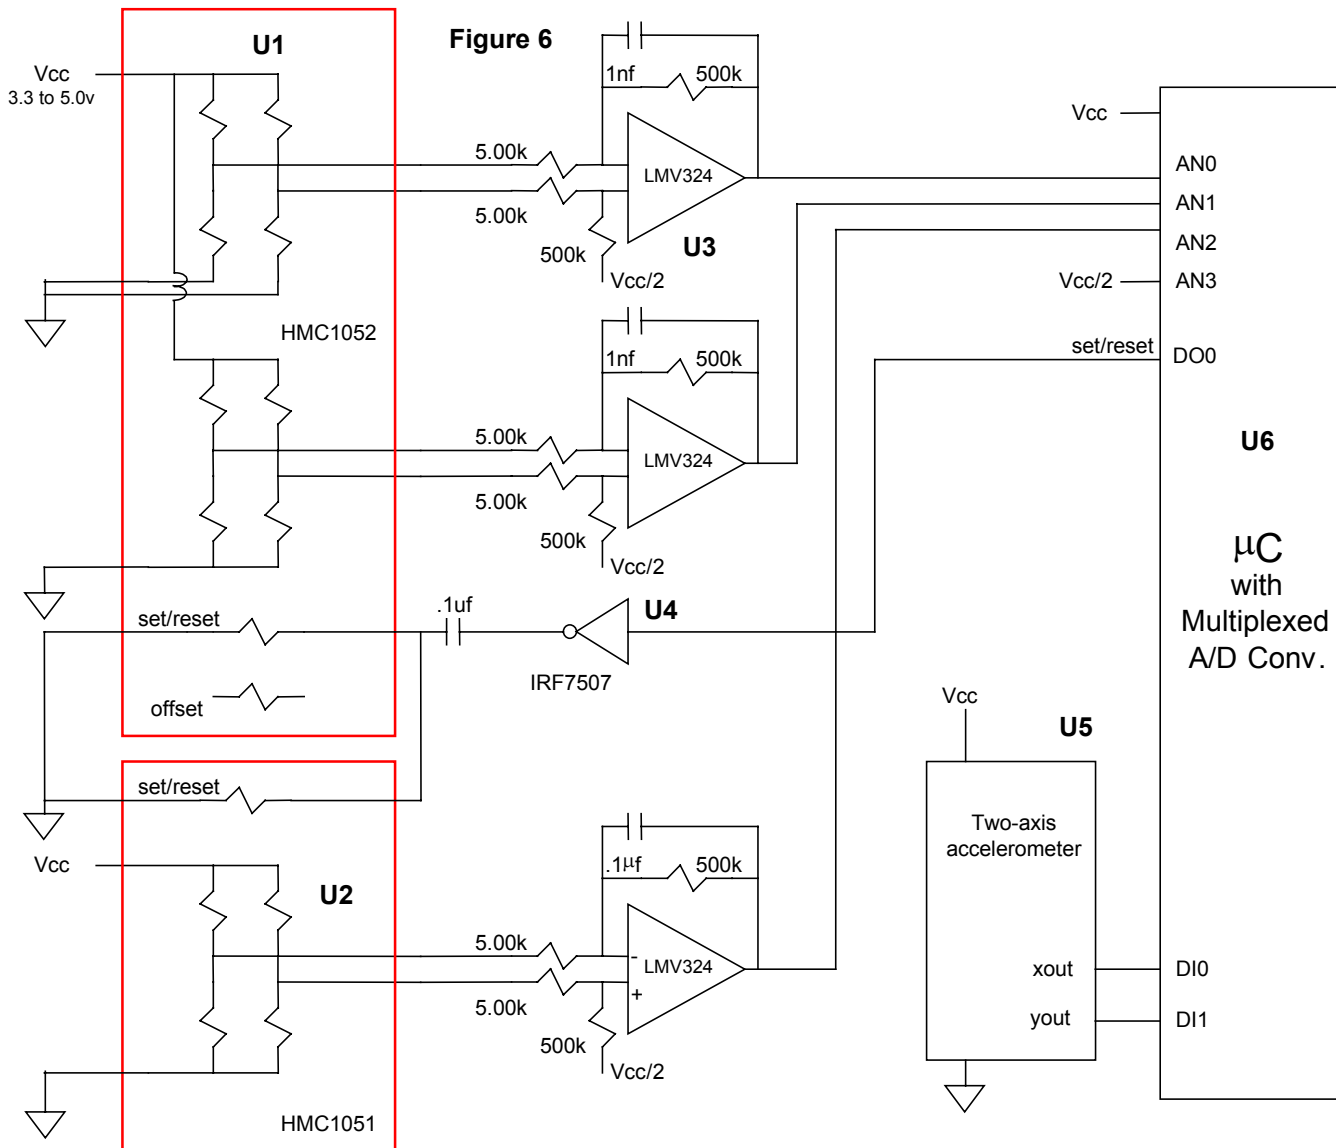 Figure 6
U1
Vcc
3.3 to 5.0v
HMC1052
1nf
500k
5.00k
5.00k
LMV324
U3
500k
Vcc/2
1nf
500k
5.00k
5.00k
LMV324
500k
Vcc/2
set/reset
offset
.1uf
U4
IRF7507
set/reset
Vcc
U2
HMC1051
.1µf
500k
5.00k
5.00k
-
+
LMV324
500k
Vcc/2
Vcc
U5
Two-axis
accelerometer
xout
yout
Vcc
AN0
AN1
AN2
Vcc/2
AN3
set/reset
DO0
U6
µC
with
Multiplexed
A/D Conv.
DI0
DI1